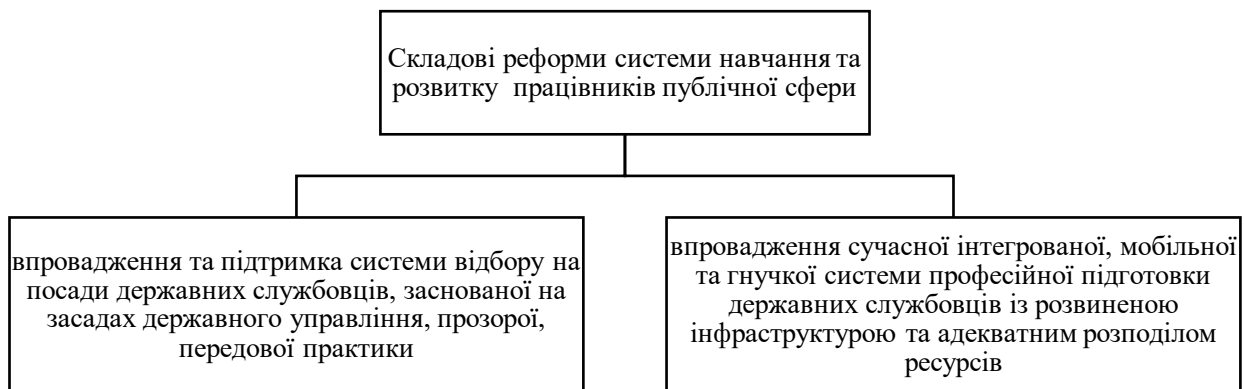 Складові реформи системи навчання та
розвитку працівників публічної сфери
впровадження та підтримка системи відбору на
посади державних службовців, заснованої на
засадах державного управління, прозорої,
передової практики
впровадження сучасної інтегрованої, мобільної
та гнучкої системи професійної підготовки
державних службовців із розвиненою
інфраструктурою та адекватним розподілом
ресурсів